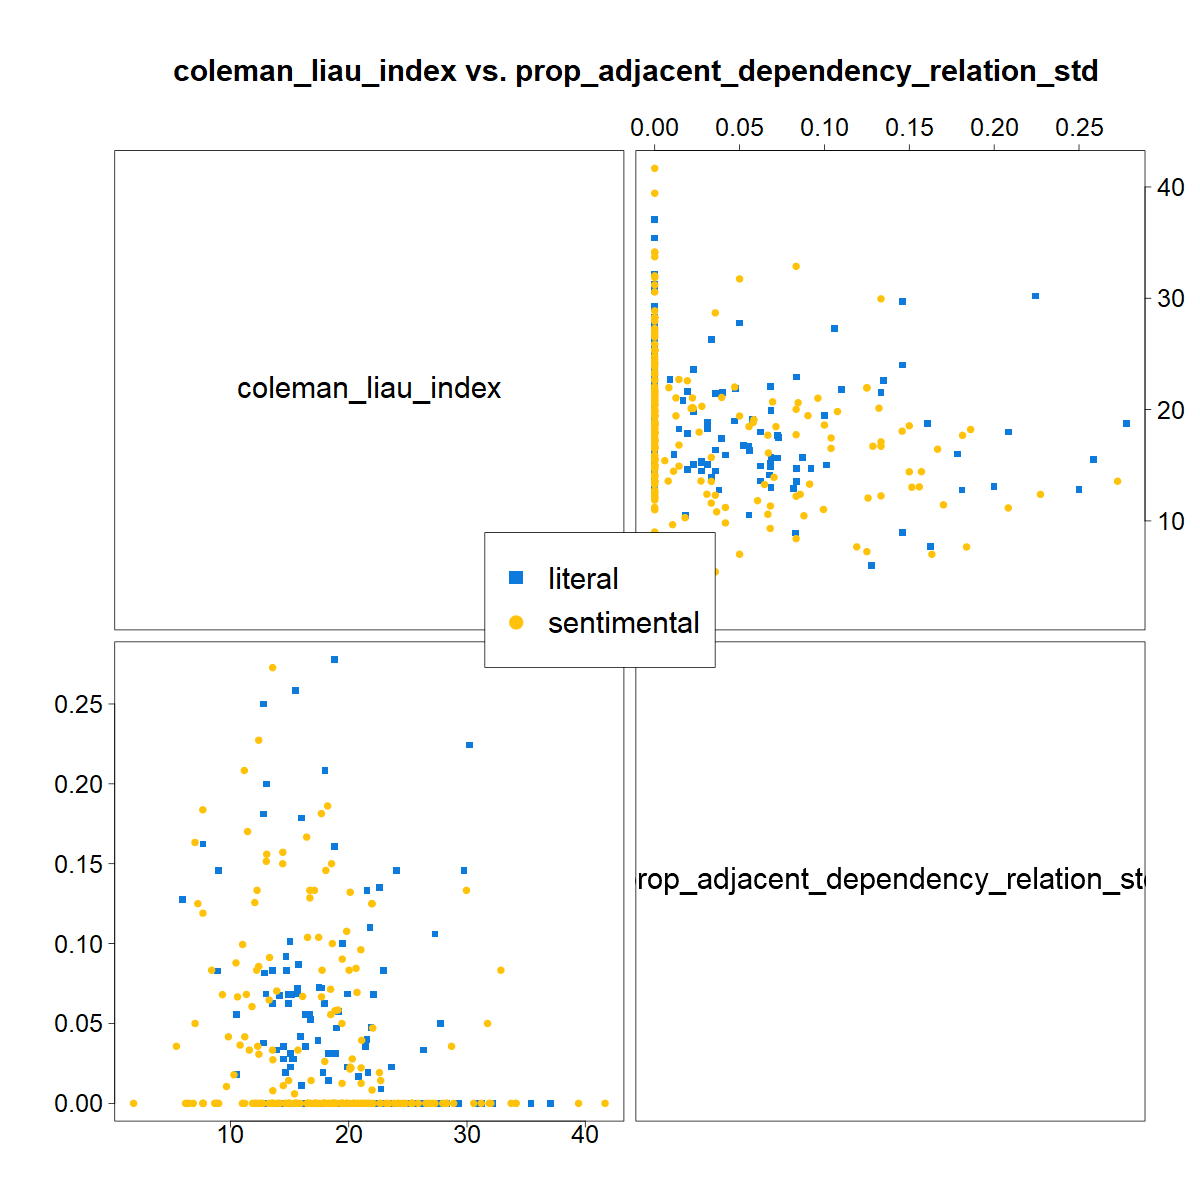 coleman_liau_index vs. prop_adjacent_dependency_relation_std
0.00 0.05 0.10 0.15 0.20 0.25
coleman_liau_index
40
30
20
10
literal
sentimental
0.25
0.20
0.15
0.10
0.05
0.00
rop_adjacent_dependency_relation_st
10 20 30 40